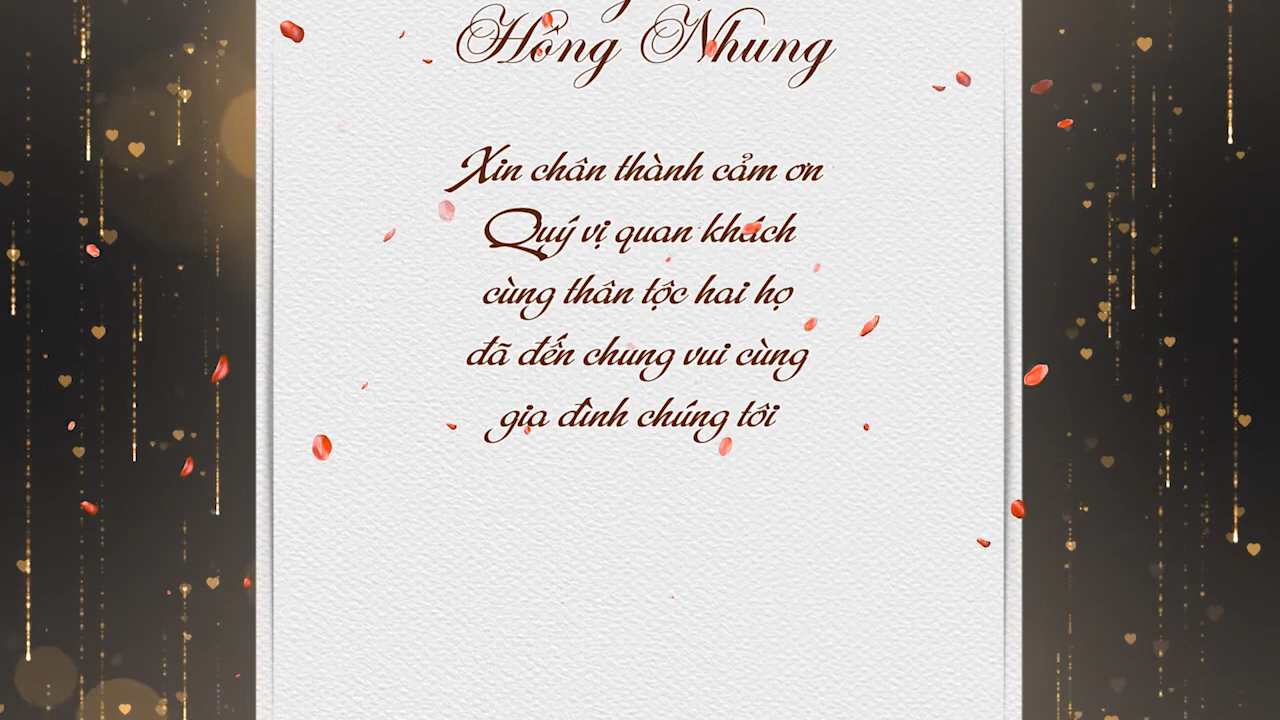 Hồng Nhung
Xin chân thành cảm ơn
Quý vị quan khách
cùng thân tộc hai họ
đã đến chung vui cùng
gia đình chúng tôi